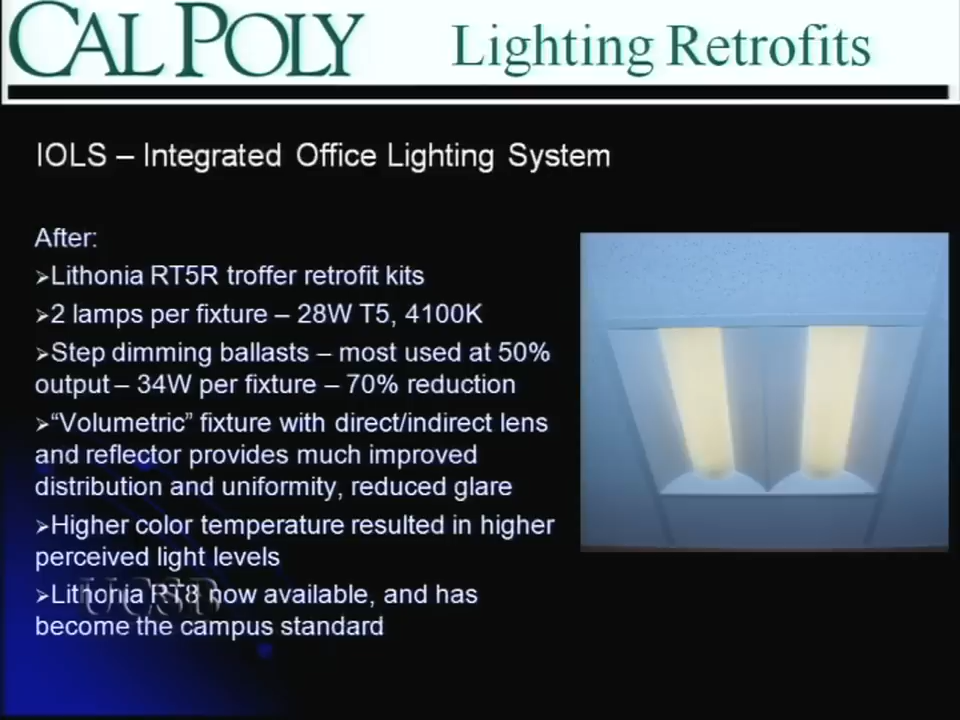 CAL POLY
Lighting Retrofits
IOLS – Integrated Office Lighting System
After:
➢Lithonia RT5R troffer retrofit kits
➢2 lamps per fixture – 28W T5, 4100K
➢Step dimming ballasts – most used at 50%
output – 34W per fixture – 70% reduction
➢“Volumetric” fixture with direct/indirect lens
and reflector provides much improved
distribution and uniformity, reduced glare
➢Higher color temperature resulted in higher
perceived light levels
➢Lithonia RT8 now available, and has
become the campus standard
UCSD